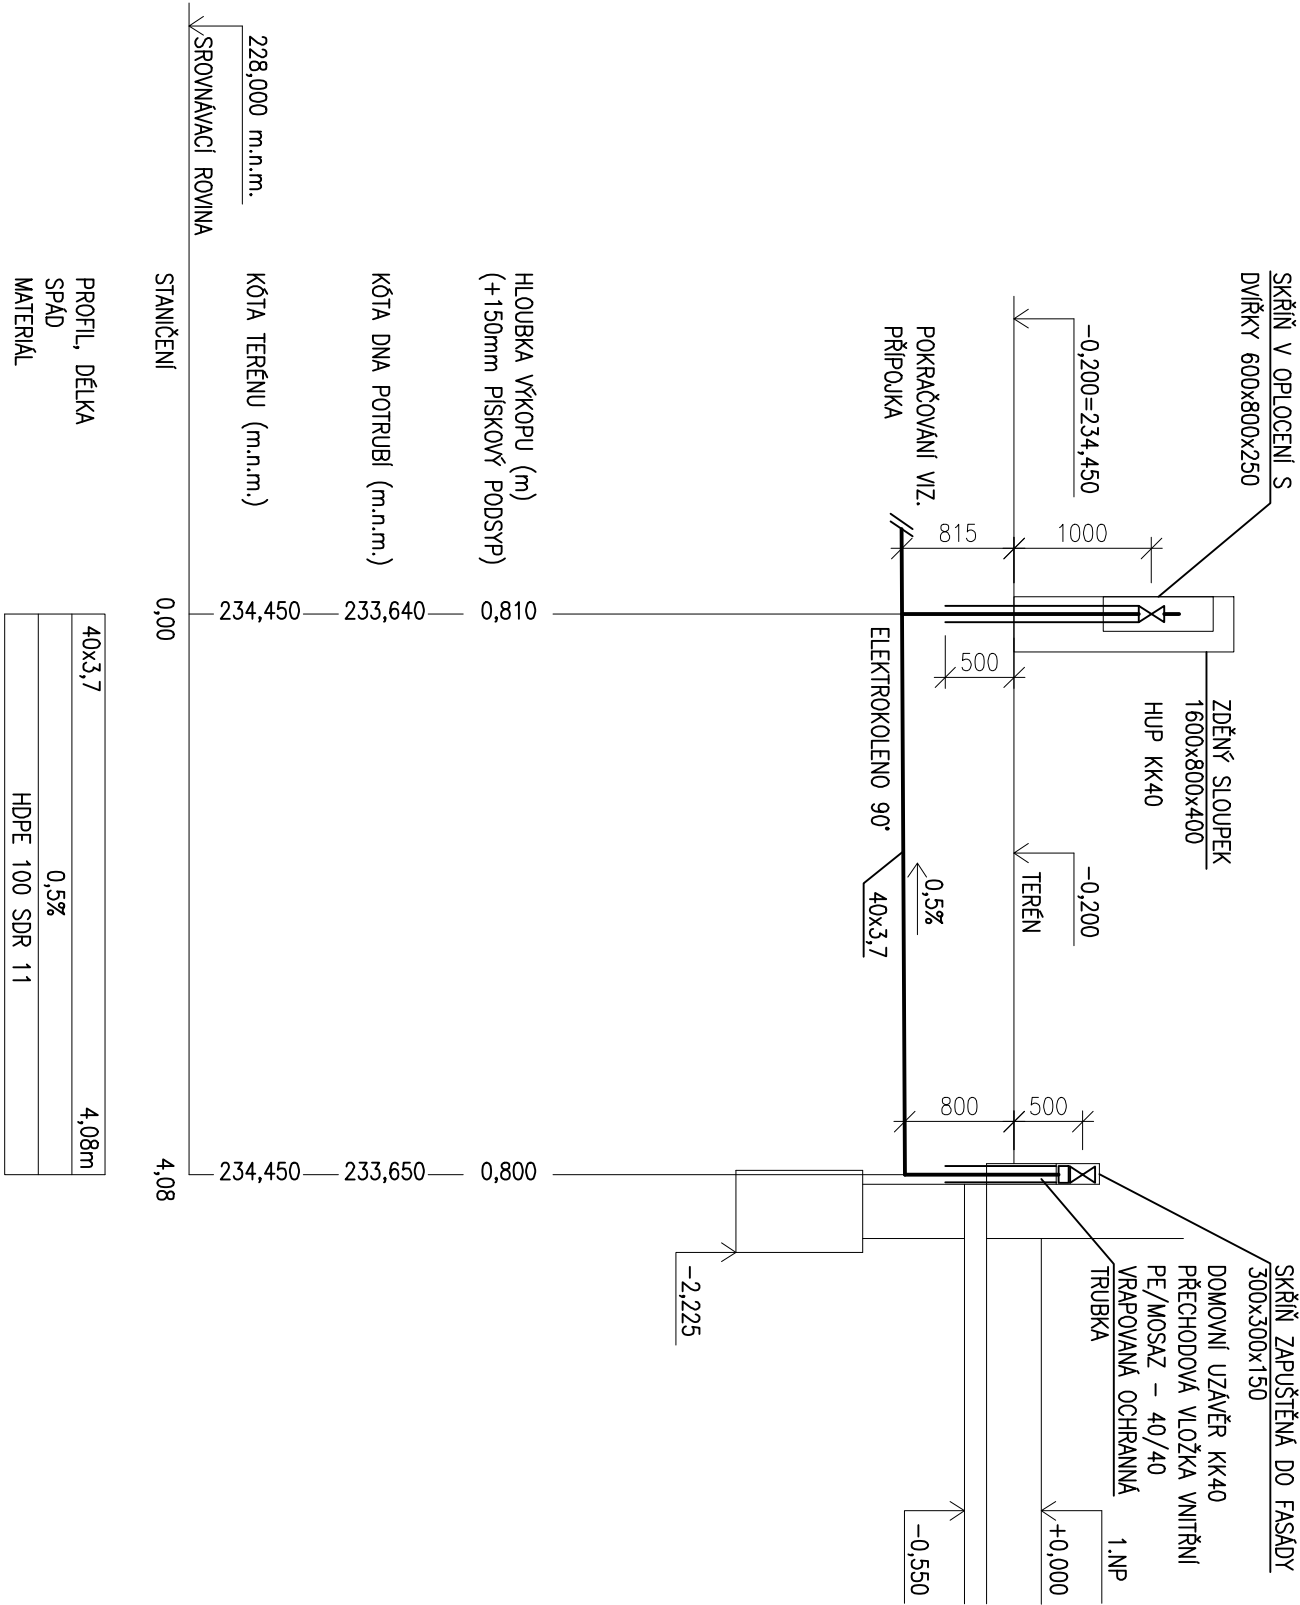 SKŘÍŇ V OPLOCENÍ S
DVÍŘKY 600x800x250
-0,200=234,450
POKRAČOVÁNÍ VIZ.
PŘÍPOJKA
815
1000
500
ZDĚNÝ SLOUPEK
1600x800x400
HUP KK40
ELEKTROKOLENO 90°
-0,200
TERÉN
0,5%
40x3,7
800
500
SKŘÍŇ ZAPUŠTĚNÁ DO FASÁDY
300x300x150
DOMOVNÍ UZÁVĚR KK40
PŘECHODOVÁ VLOŽKA VNITŘNÍ
PE/MOSAZ - 40/40
VRAPOVANÁ OCHRANNÁ
TRUBKA
1.NP
+0,000
-0,550
-2,225
HLOUBKA VÝKOPU (m)
(+150mm PÍSKOVÝ PODSYP)
0,810
0,800
KÓTA DNA POTRUBÍ (m.n.m.)
233,640
233,650
KÓTA TERÉNU (m.n.m.)
234,450
234,450
228,000 m.n.m.
SROVNÁVACÍ ROVINA
STANIČENÍ
0,00
4,08
PROFIL, DÉLKA
40x3,7
4,08m
SPÁD
0,5%
MATERIÁL
HDPE 100 SDR 11